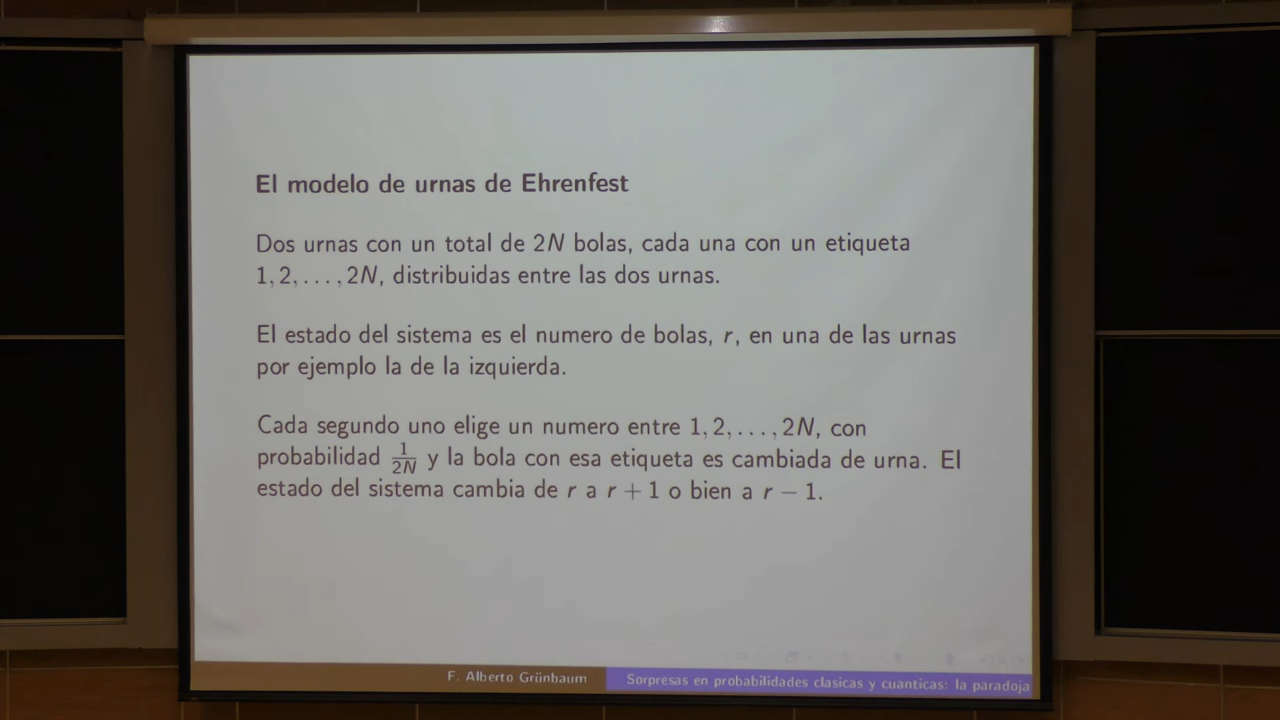 El modelo de urnas de Ehrenfest
Dos urnas con un total de 2N bolas, cada una con un etiqueta
1, 2, . . . , 2N, distribuidas entre las dos urnas.
El estado del sistema es el numero de bolas, r, en una de las urnas
por ejemplo la de la izquierda.
Cada segundo uno elige un numero entre 1, 2, . . . , 2N, con
probabilidad 1/2N y la bola con esa etiqueta es cambiada de urna. El
estado del sistema cambia de r a r + 1 o bien a r − 1.
F. Alberto Grünbaum
Sorpresas en probabilidades clasicas y cuanticas: la paradoja